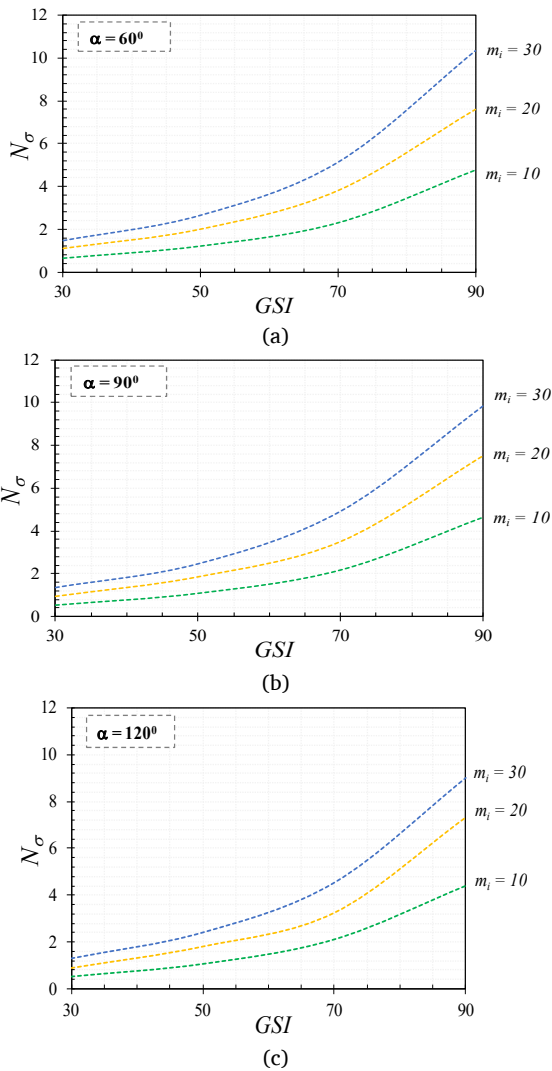 α = 60⁰
12
10
8
6
4
2
0
N_σ
30
50
70
90
GSI
m_i = 30
m_i = 20
m_i = 10
(a)
α = 90⁰
12
10
8
6
4
2
0
N_σ
30
50
70
90
GSI
m_i = 30
m_i = 20
m_i = 10
(b)
α = 120⁰
12
10
8
6
4
2
0
N_σ
30
50
70
90
GSI
m_i = 30
m_i = 20
m_i = 10
(c)